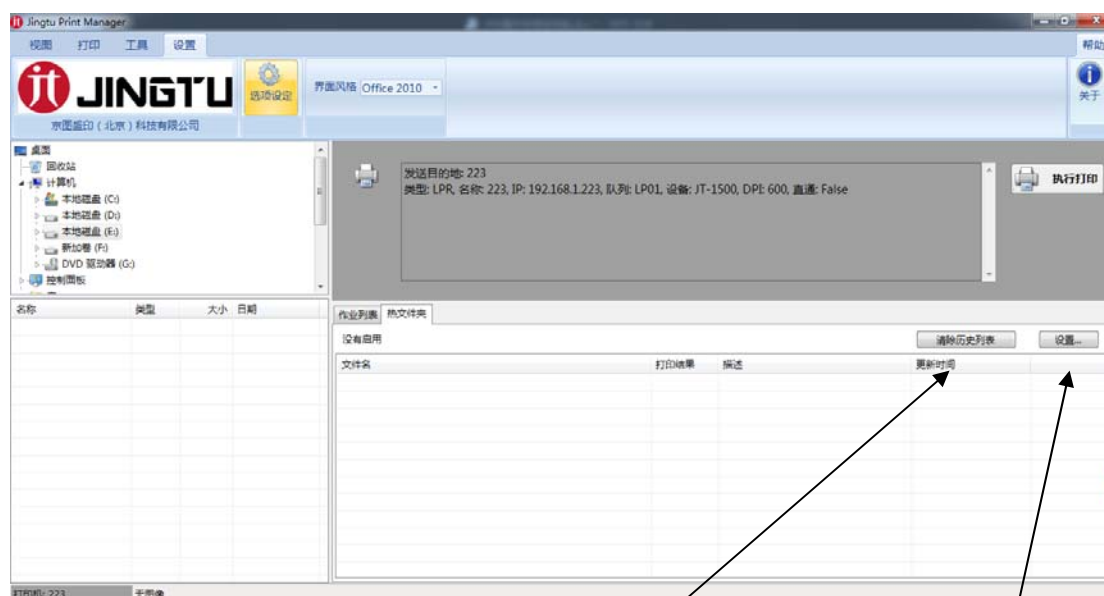 Jingtu Print Manager
视图 打印 工具 设置 帮助
jt JINGTU
选项设定
界面风格 Office 2010
关于
京图盛印（北京）科技有限公司
桌面
回收站
计算机
本地磁盘 (C:)
本地磁盘 (D:)
本地磁盘 (E:)
新加卷 (F:)
DVD 驱动器 (G:)
控制面板
发送目的地: 223
类型: LPR, 名称: 223, IP: 192.168.1.223, 队列: LP01, 设备: JT-1500, DPI: 600, 直通: False
执行打印
名称 类型 大小 日期
作业列表 热文件夹
没有启用 清除历史列表 设置...
文件名 打印结果 描述 更新时间
打印机: 223 无图像